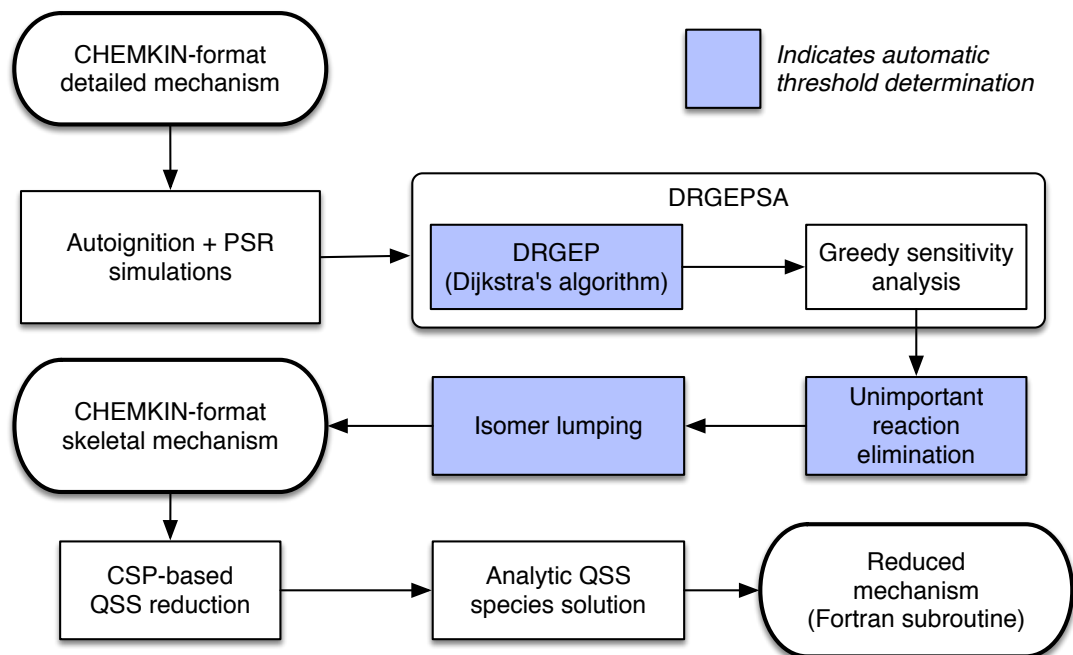 CHEMKIN-format
detailed mechanism
Indicates automatic
threshold determination
Autoignition + PSR
simulations
DRGEPSA
DRGEP
(Dijkstra's algorithm)
Greedy sensitivity
analysis
Unimportant
reaction
elimination
Isomer lumping
CHEMKIN-format
skeletal mechanism
CSP-based
QSS reduction
Analytic QSS
species solution
Reduced
mechanism
(Fortran subroutine)